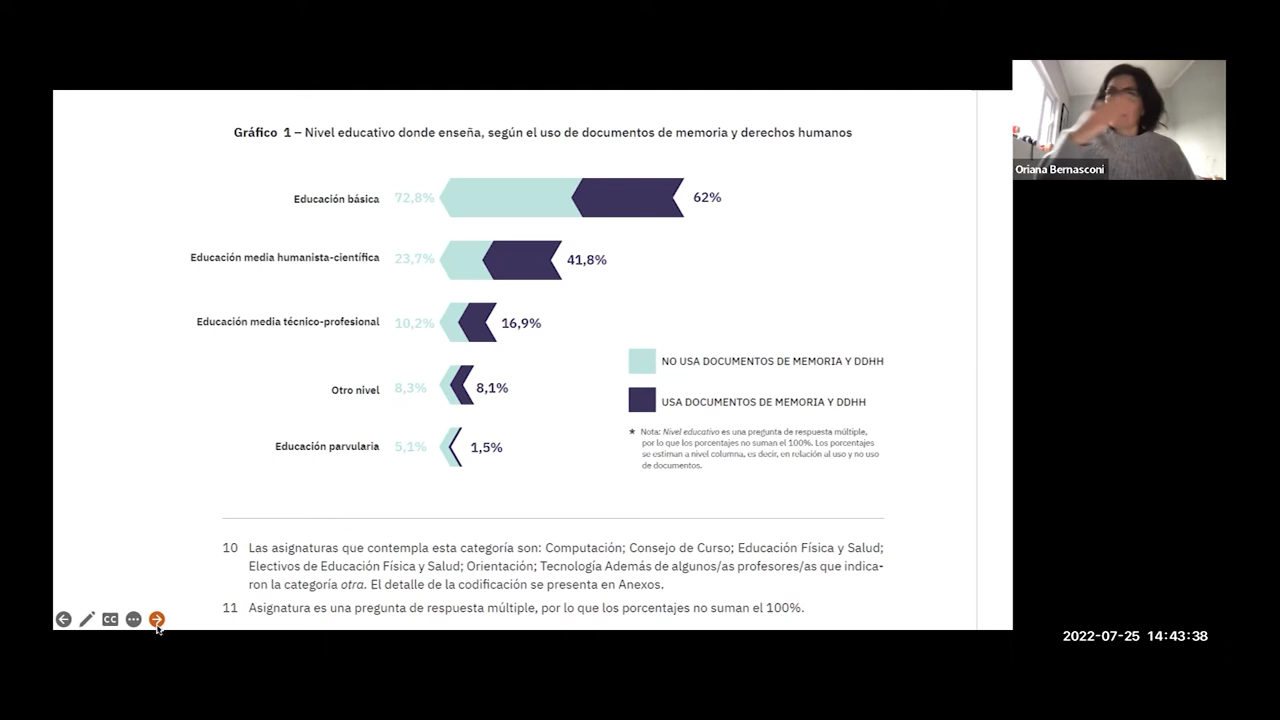 Gráfico 1 – Nivel educativo donde enseña, según el uso de documentos de memoria y derechos humanos
Educación básica 72,8% 62%
Educación media humanista-científica 23,7% 41,8%
Educación media técnico-profesional 10,2% 16,9%
Otro nivel 8,3% 8,1%
Educación parvularia 5,1% 1,5%
NO USA DOCUMENTOS DE MEMORIA Y DDHH
USA DOCUMENTOS DE MEMORIA Y DDHH
* Nota: Nivel educativo es una pregunta de respuesta múltiple,
por lo que los porcentajes no suman el 100%. Los porcentajes
se estiman a nivel columna, es decir, en relación al uso y no uso
de documentos.
10 Las asignaturas que contempla esta categoría son: Computación; Consejo de Curso; Educación Física y Salud;
Electivos de Educación Física y Salud; Orientación; Tecnología Además de algunos/as profesores/as que indica-
ron la categoría otra. El detalle de la codificación se presenta en Anexos.
11 Asignatura es una pregunta de respuesta múltiple, por lo que los porcentajes no suman el 100%.
CC
Oriana Bernasconi
2022-07-25 14:43:38